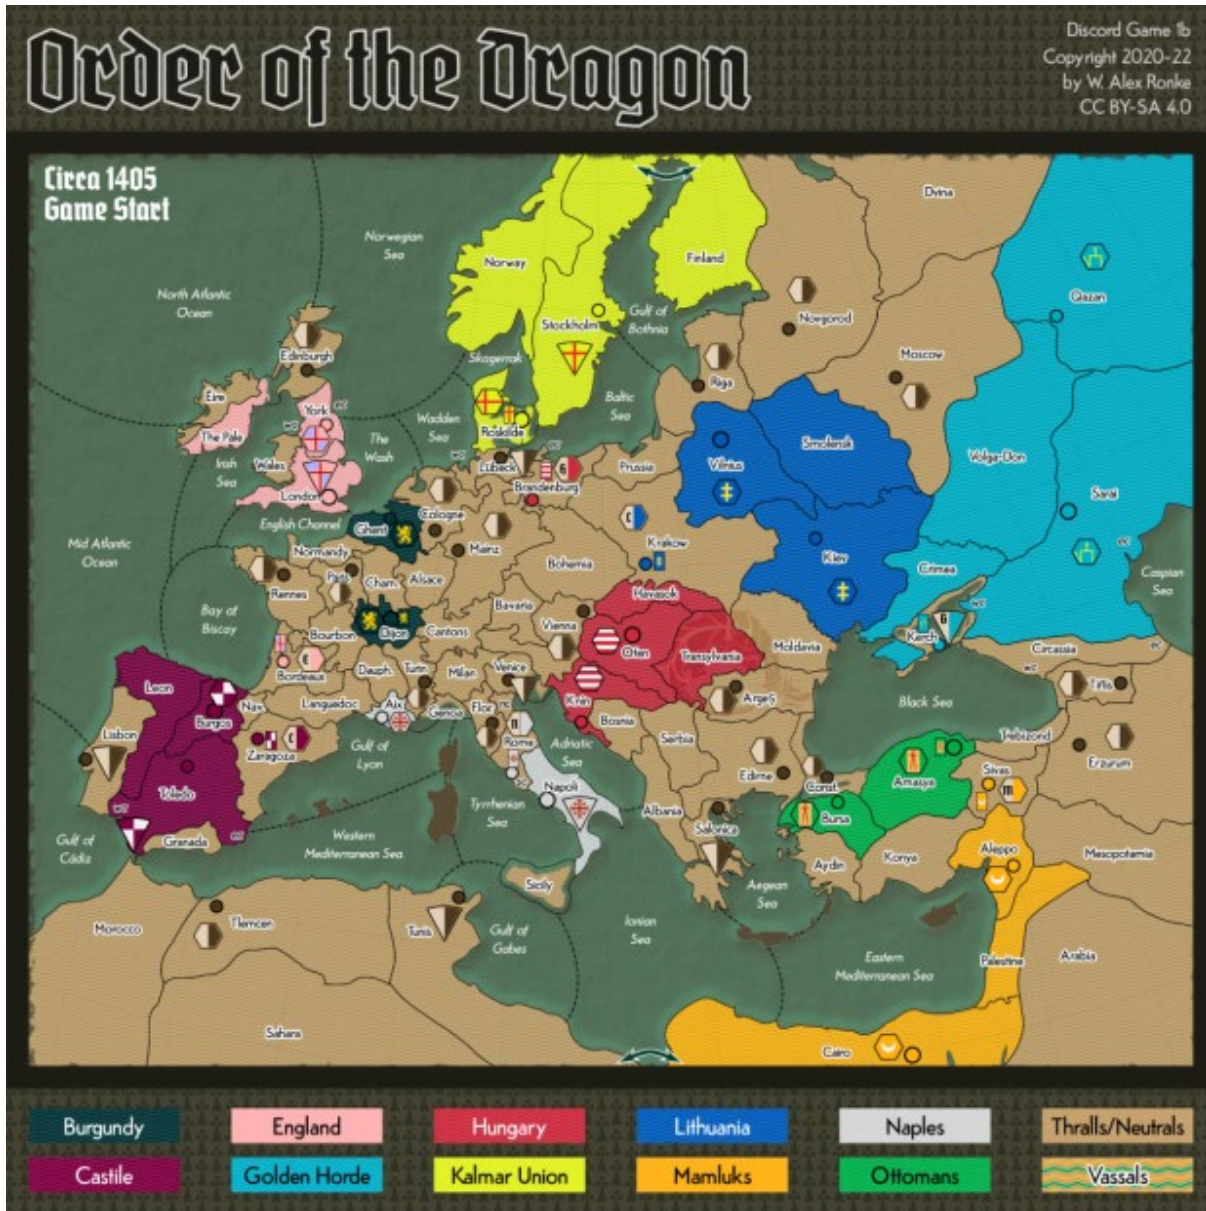 Order of the Dragon
Discord Game 1b
Copyright 2020-22
by W. Alex Ronke
CC BY-SA 4.0
Circa 1405
Game Start
Dvina
Norwegian
Sea
Norway
Finland
Qazan
North Atlantic
Ocean
Stockholm
Gulf of
Bothnia
Novgorod
Edinburgh
Skagerrak
Moscow
Riga
Eire
York
Baltic
Sea
The Pale
Wadden
Sea
Roskilde
The
Wash
Smolensk
Volga-Don
Irish
Sea
Wales
Lübeck
Prussia
Vilnius
Brandenburg
London
Saraï
English Channel
Ghent
Cologne
Mid Atlantic
Ocean
Normandy
Mainz
Krakow
Kiev
Paris
Cham.
Alsace
Bohemia
Crimea
Caspian
Sea
Rennes
Havasok
Bay of
Biscay
Bavaria
Vienna
Bourbon
Dijon
Cantons
Kerch
Moldavia
Circassia
Oten
Transylvania
Bordeaux
Dauph.
Turin
Milan
Venice
Leon
Tiflis
Krin
Argeş
Black Sea
Burgos
Nav.
Languedoc
Aix
Genoa
Flor.
Bosnia
Lisbon
Zaragoza
Gulf of
Lyon
Rome
Adriatic
Sea
Serbia
Trebizond
Erzurum
Edirne
Const.
Amasya
Sivas
Toledo
Napoli
Tyrrhenian
Sea
Albania
Bursa
Salonica
Gulf of
Cádiz
Granada
Western
Mediterranean Sea
Aydin
Konya
Aleppo
Mesopotamia
Sicily
Aegean
Sea
Morocco
Tlemcen
Tunis
Gulf of
Gabes
Ionian
Sea
Eastern
Mediterranean Sea
Palestine
Arabia
Sahara
Cairo
Burgundy
England
Hungary
Lithuania
Naples
Thralls/Neutrals
Castile
Golden Horde
Kalmar Union
Mamluks
Ottomans
Vassals